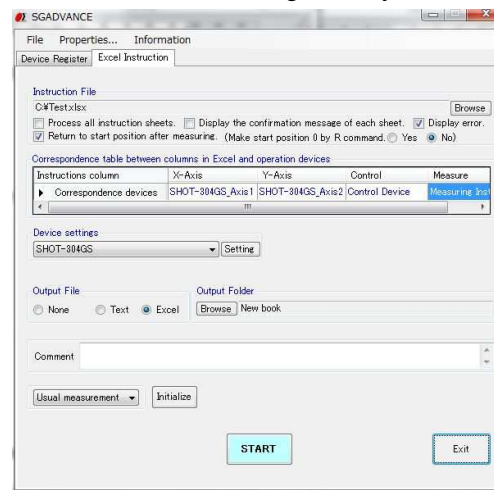 SGADVANCE
File Properties... Information
Device Register Excel Instruction
Instruction File
C:¥Test.xlsx Browse
Process all instruction sheets. Display the confirmation message of each sheet. Display error.
Return to start position after measuring. (Make start position 0 by R command. Yes No)
Correspondence table between columns in Excel and operation devices
Instructions column X-Axis Y-Axis Control Measure
Correspondence devices SHOT-304GS_Axis1 SHOT-304GS_Axis2 Control Device Measuring Inst
Device settings
SHOT-304GS Setting
Output File Output Folder
None Text Excel Browse New book
Comment
Usual measurement Initialize
START Exit